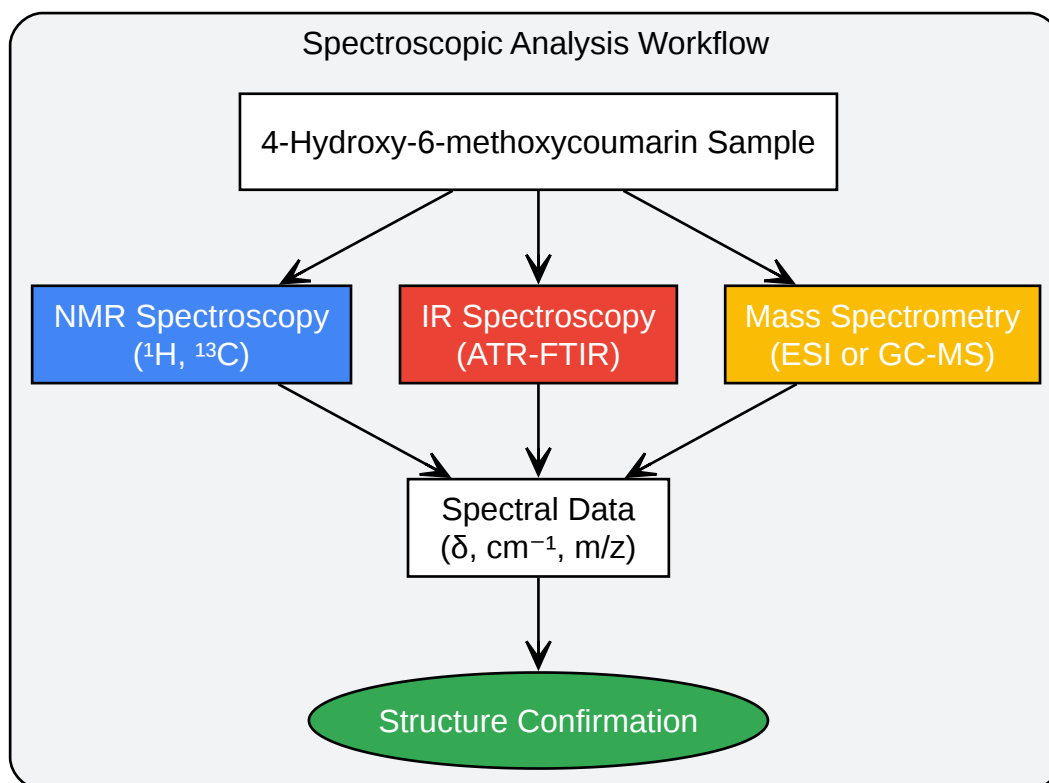 Spectroscopic Analysis Workflow
4-Hydroxy-6-methoxycoumarin Sample
NMR Spectroscopy
(¹H, ¹³C)
IR Spectroscopy
(ATR-FTIR)
Mass Spectrometry
(ESI or GC-MS)
Spectral Data
(δ, cm⁻¹, m/z)
Structure Confirmation